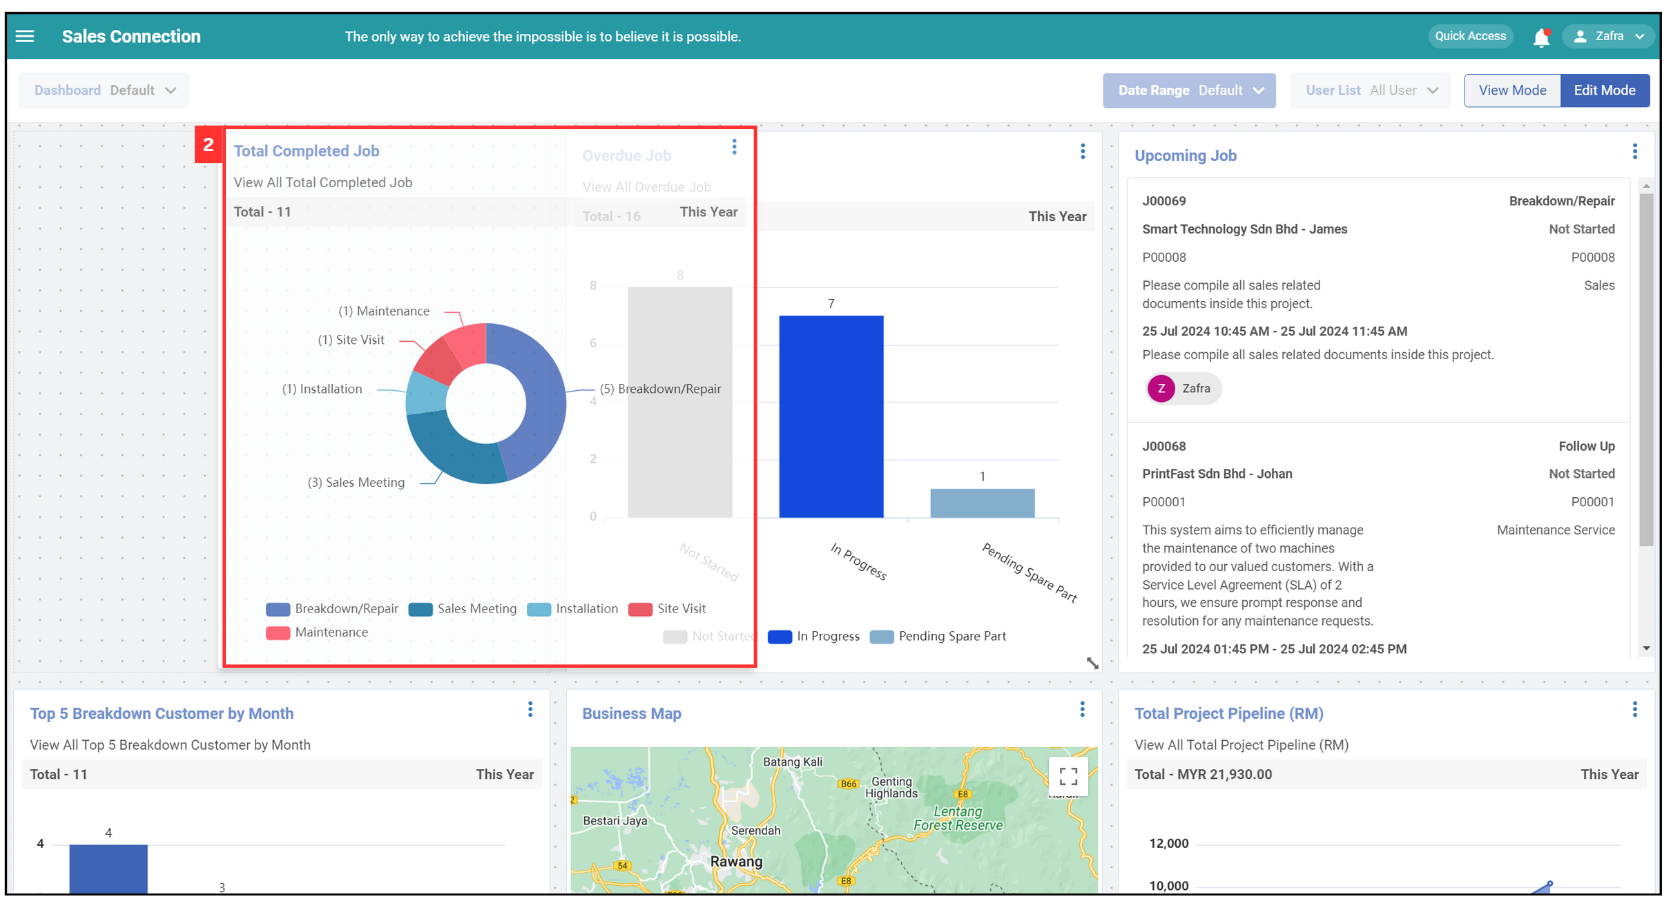 Sales Connection
The only way to achieve the impossible is to believe it is possible.
Quick Access
Zafra
Dashboard Default
Date Range Default
User List All User
View Mode
Edit Mode
2
Total Completed Job
View All Total Completed Job
Total - 11
This Year
(1) Maintenance
(1) Site Visit
(1) Installation
(5) Breakdown/Repair
(3) Sales Meeting
Breakdown/Repair
Sales Meeting
Installation
Site Visit
Maintenance
Overdue Job
View All Overdue Job
Total - 16
This Year
8
8
7
6
4
2
1
0
Not Started
In Progress
Pending Spare Part
Not Started
In Progress
Pending Spare Part
Upcoming Job
J00069
Breakdown/Repair
Smart Technology Sdn Bhd - James
Not Started
P00008
P00008
Please compile all sales related
documents inside this project.
Sales
25 Jul 2024 10:45 AM - 25 Jul 2024 11:45 AM
Please compile all sales related documents inside this project.
Z
Zafra
J00068
Follow Up
PrintFast Sdn Bhd - Johan
Not Started
P00001
P00001
This system aims to efficiently manage
the maintenance of two machines
provided to our valued customers. With a
Service Level Agreement (SLA) of 2
hours, we ensure prompt response and
resolution for any maintenance requests.
Maintenance Service
25 Jul 2024 01:45 PM - 25 Jul 2024 02:45 PM
Top 5 Breakdown Customer by Month
View All Top 5 Breakdown Customer by Month
Total - 11
This Year
4
4
3
Business Map
Batang Kali
B66
Genting
Highlands
E8
Lentang
Forest Reserve
2
Bestari Jaya
Serendah
54
Rawang
E8
Total Project Pipeline (RM)
View All Total Project Pipeline (RM)
Total - MYR 21,930.00
This Year
12,000
10,000